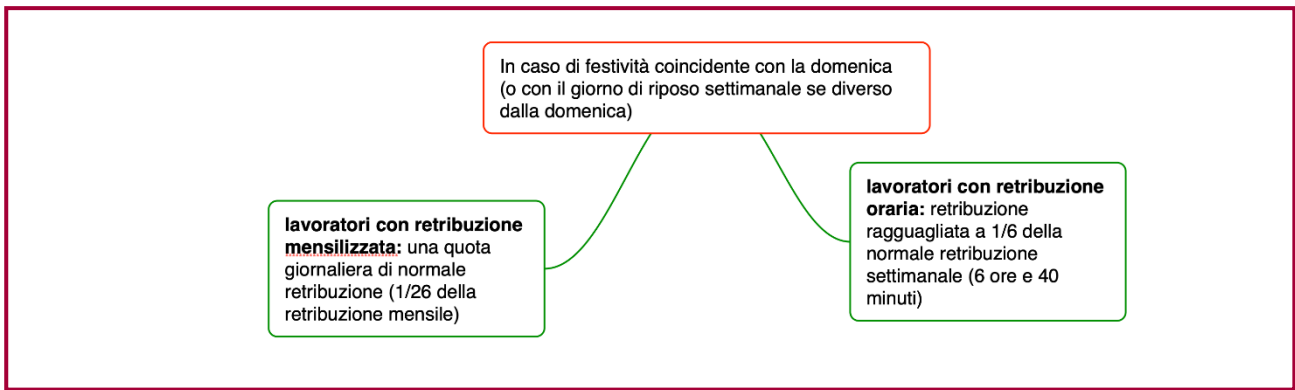 In caso di festività coincidente con la domenica
(o con il giorno di riposo settimanale se diverso
dalla domenica)
lavoratori con retribuzione
mensilizzata: una quota
giornaliera di normale
retribuzione (1/26 della
retribuzione mensile)
lavoratori con retribuzione
oraria: retribuzione
ragguagliata a 1/6 della
normale retribuzione
settimanale (6 ore e 40
minuti)